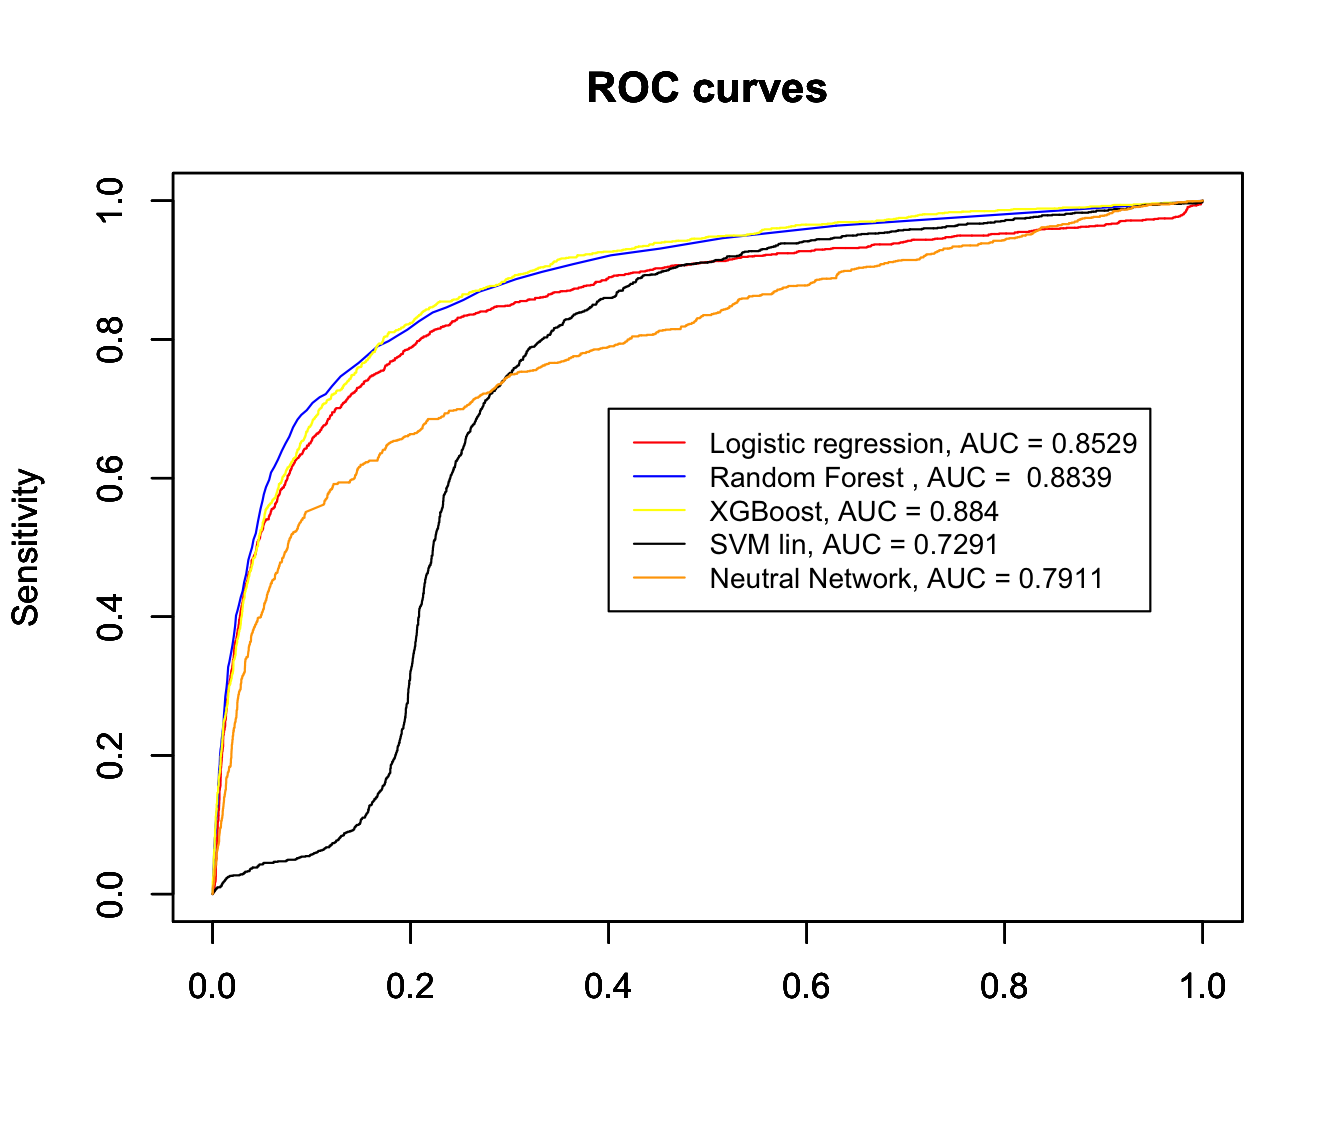 ROC curves
Sensitivity
1.0
0.8
0.6
0.4
0.2
0.0
Logistic regression, AUC = 0.8529
Random Forest , AUC =  0.8839
XGBoost, AUC = 0.884
SVM lin, AUC = 0.7291
Neutral Network, AUC = 0.7911
0.0 0.2 0.4 0.6 0.8 1.0